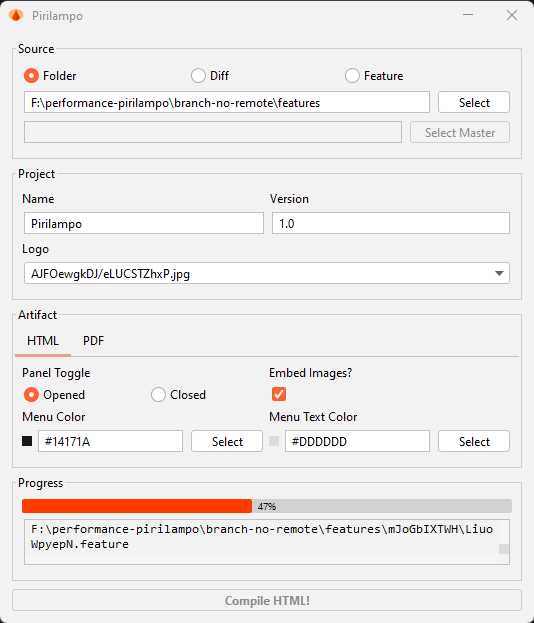 Pirilampo
Source
Folder Diff Feature
F:\performance-pirilampo\branch-no-remote\features Select
Select Master
Project
Name Version
Pirilampo 1.0
Logo
AJFOewgkDJ/eLUCSTZhxP.jpg
Artifact
HTML PDF
Panel Toggle Embed Images?
Opened Closed
Menu Color Menu Text Color
#14171A Select #DDDDDD Select
Progress
47%
F:\performance-pirilampo\branch-no-remote\features\mJoGbIXTWH\Liuo
WpyepN.feature
Compile HTML!